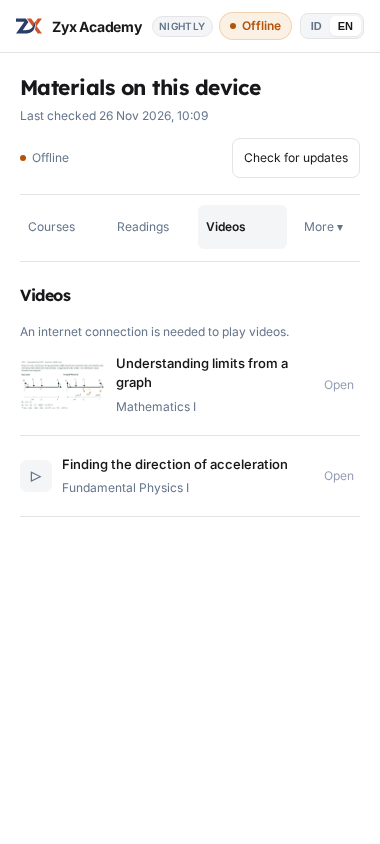 Zyx Academy
NIGHTLY
Offline
ID
EN
Materials on this device
Last checked 26 Nov 2026, 10:09
Offline
Check for updates
Courses
Readings
Videos
More ▾
Videos
An internet connection is needed to play videos.
Understanding limits from a
graph
Mathematics I
Open
Finding the direction of acceleration
Fundamental Physics I
Open